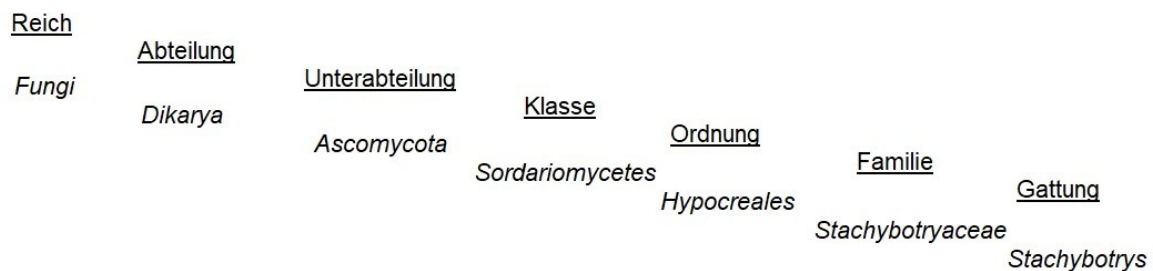 Reich
Abteilung
Unterabteilung
Fungi
Klasse
Dikarya
Ordnung
Ascomycota
Familie
Sordariomycetes
Gattung
Hypocreales
Stachybotryaceae
Stachybotrys